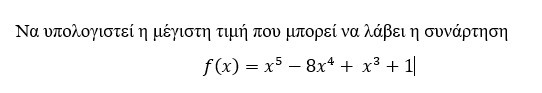 Να υπολογιστεί η μέγιστη τιμή που μπορεί να λάβει η συνάρτηση
f(x) = x⁵ − 8x⁴ + x³ + 1